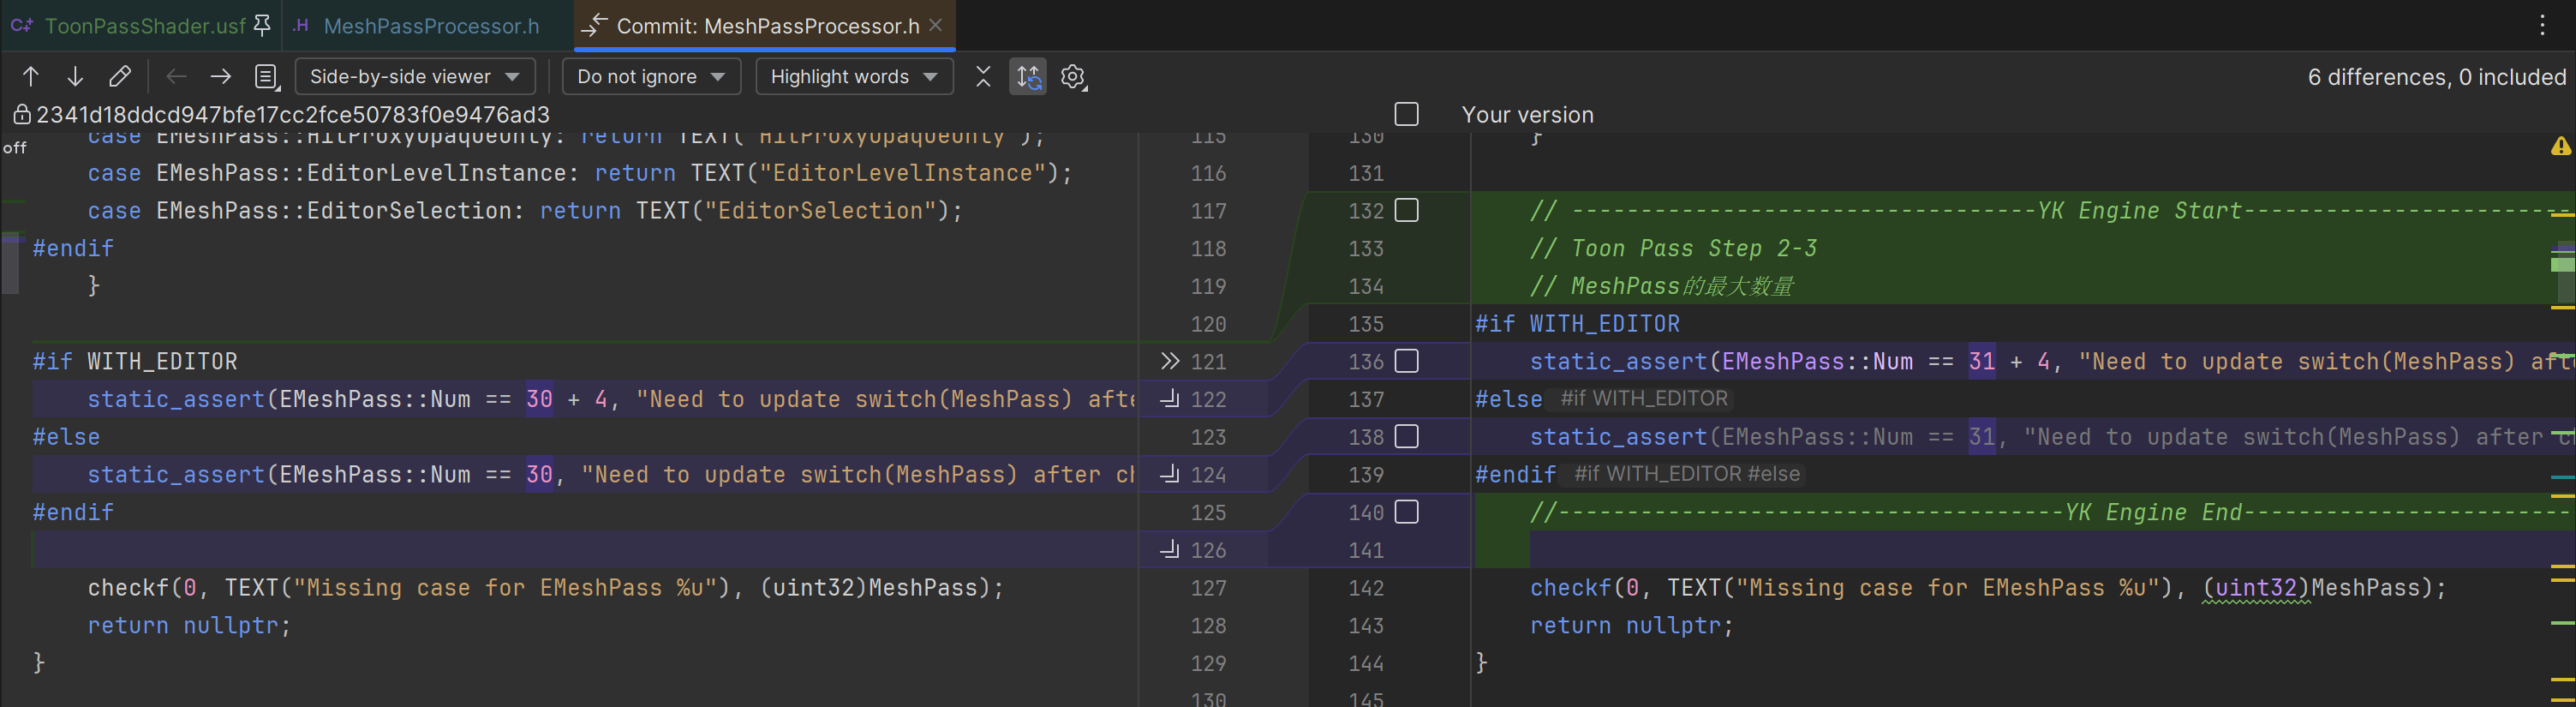 ToonPassShader.usf MeshPassProcessor.h Commit: MeshPassProcessor.h
Side-by-side viewer Do not ignore Highlight words 6 differences, 0 included
2341d18ddcd947bfe17cc2fce50783f0e9476ad3 Your version
off
case EMeshPass::HitProxyOpaqueOnly: return TEXT("HitProxyOpaqueOnly");
case EMeshPass::EditorLevelInstance: return TEXT("EditorLevelInstance");
case EMeshPass::EditorSelection: return TEXT("EditorSelection");
#endif
}
#if WITH_EDITOR
static_assert(EMeshPass::Num == 30 + 4, "Need to update switch(MeshPass) afte
#else
static_assert(EMeshPass::Num == 30, "Need to update switch(MeshPass) after ch
#endif
checkf(0, TEXT("Missing case for EMeshPass %u"), (uint32)MeshPass);
return nullptr;
}
115 130
116 131
117 132
118 133
119 134
120 135
121 136
122 137
123 138
124 139
125 140
126 141
127 142
128 143
129 144
130 145
}
// ----------------------------------YK Engine Start------------------------
// Toon Pass Step 2-3
// MeshPass的最大数量
#if WITH_EDITOR
static_assert(EMeshPass::Num == 31 + 4, "Need to update switch(MeshPass) afte
#else #if WITH_EDITOR
static_assert(EMeshPass::Num == 31, "Need to update switch(MeshPass) after c
#endif #if WITH_EDITOR #else
//-------------------------------------YK Engine End------------------------
checkf(0, TEXT("Missing case for EMeshPass %u"), (uint32)MeshPass);
return nullptr;
}